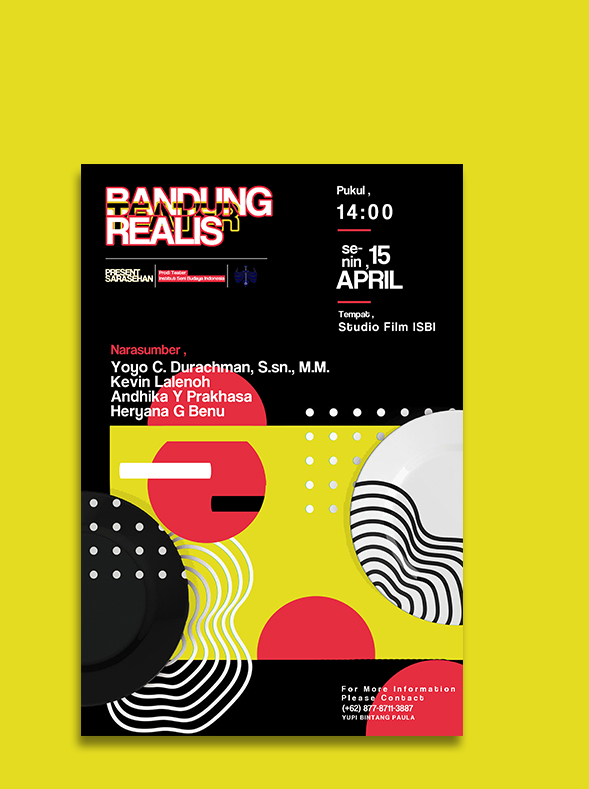 BANDUNG
TEATER
REALIS
PRESENT
SARASEHAN
Prodi Teater
Institut Seni Budaya Indonesia
Pukul ,
14:00
se-
nin , 15
APRIL
Tempat ,
Studio Film ISBI
Narasumber ,
Yoyo C. Durachman, S.sn., M.M.
Kevin Lalenoh
Andhika Y Prakhasa
Heryana G Benu
For More Information
Please Contact
(+62) 877-8711-3887
YUPI BINTANG PAULA